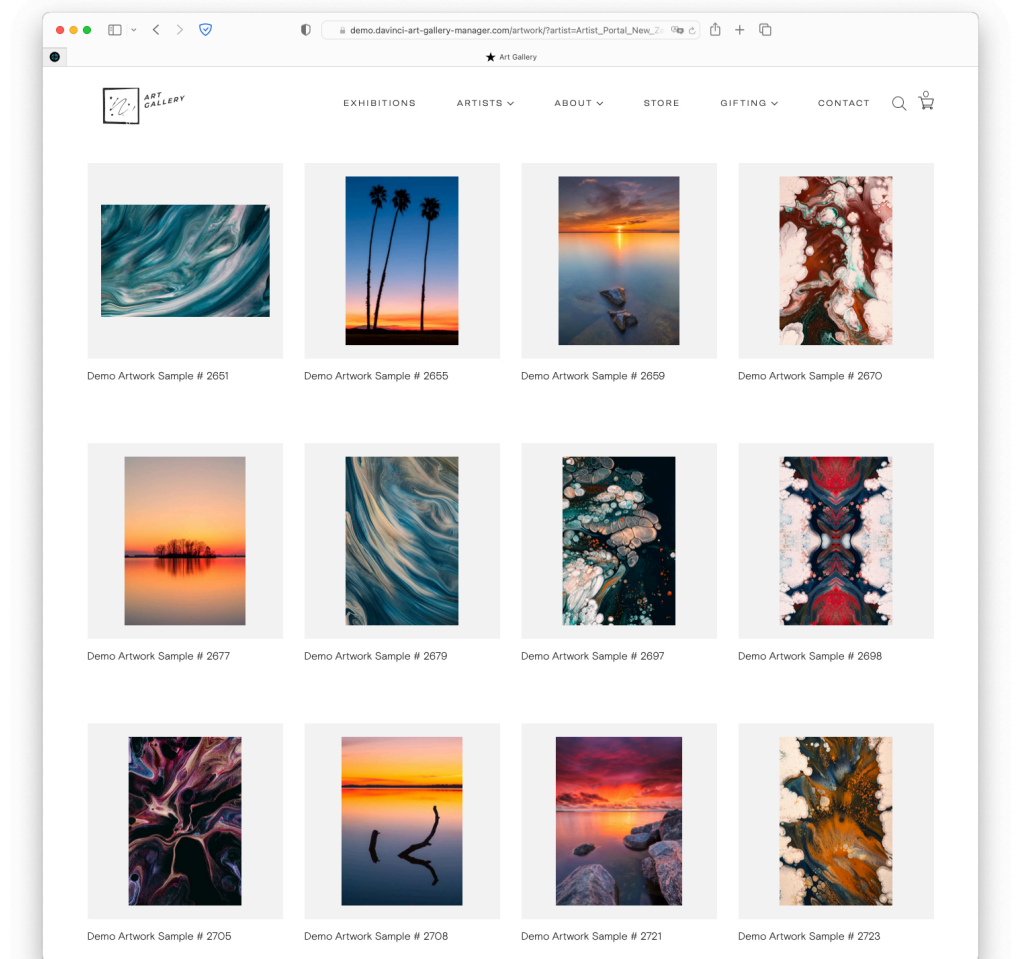 demo.davinci-art-gallery-manager.com/artwork/?artist=Artist_Portal_New_Z
Art Gallery
ART
GALLERY
EXHIBITIONS ARTISTS ABOUT STORE GIFTING CONTACT 0
Demo Artwork Sample # 2651 Demo Artwork Sample # 2655 Demo Artwork Sample # 2659 Demo Artwork Sample # 2670
Demo Artwork Sample # 2677 Demo Artwork Sample # 2679 Demo Artwork Sample # 2697 Demo Artwork Sample # 2698
Demo Artwork Sample # 2705 Demo Artwork Sample # 2708 Demo Artwork Sample # 2721 Demo Artwork Sample # 2723